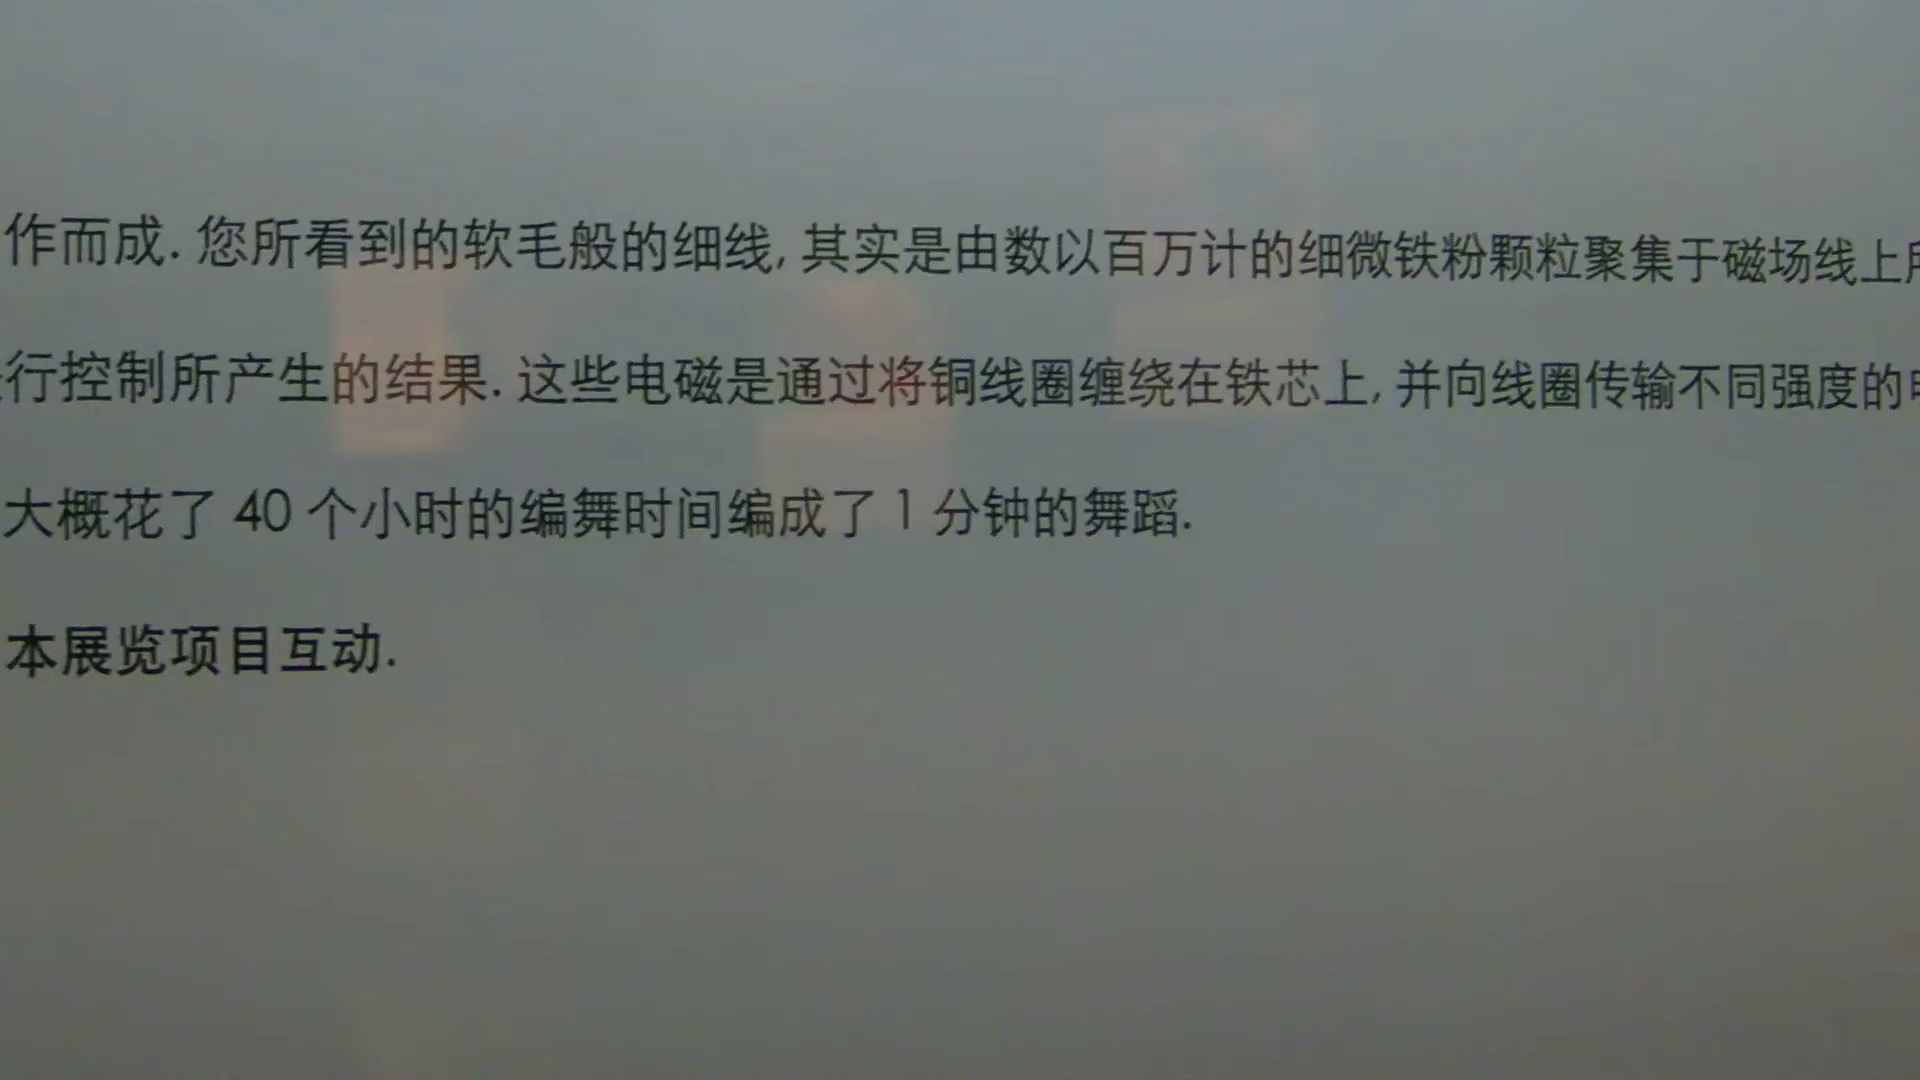 作而成. 您所看到的软毛般的细线, 其实是由数以百万计的细微铁粉颗粒聚集于磁场线上
行控制所产生的结果. 这些电磁是通过将铜线圈缠绕在铁芯上, 并向线圈传输不同强度的
大概花了 40 个小时的编舞时间编成了 1 分钟的舞蹈.
本展览项目互动.